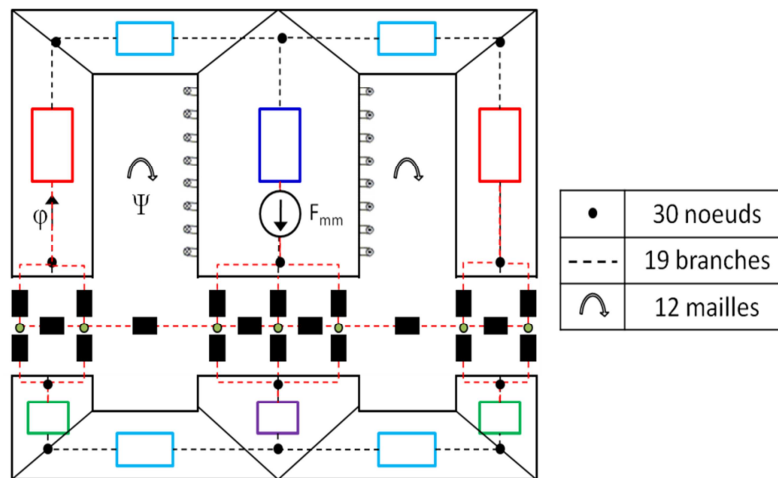 φ
Ψ
Fmm
30 noeuds
19 branches
12 mailles